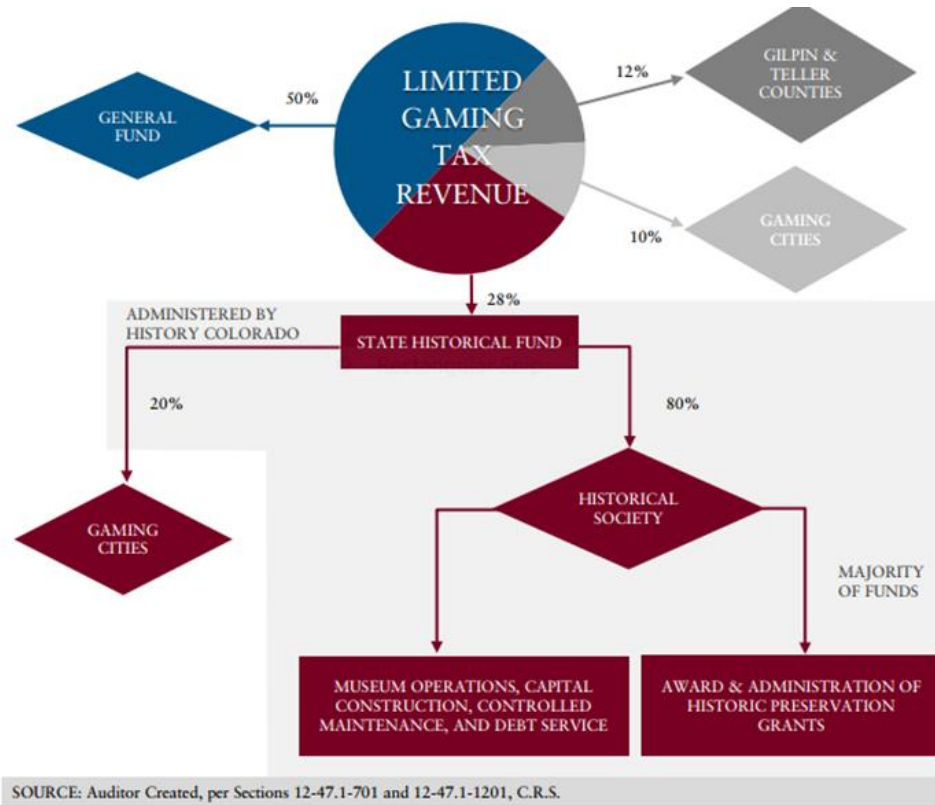 LIMITED
GAMING
TAX
REVENUE
50%
GENERAL
FUND
12%
GILPIN &
TELLER
COUNTIES
10%
GAMING
CITIES
28%
ADMINISTERED BY
HISTORY COLORADO
STATE HISTORICAL FUND
20%
80%
GAMING
CITIES
HISTORICAL
SOCIETY
MAJORITY
OF FUNDS
MUSEUM OPERATIONS, CAPITAL
CONSTRUCTION, CONTROLLED
MAINTENANCE, AND DEBT SERVICE
AWARD & ADMINISTRATION OF
HISTORIC PRESERVATION
GRANTS
SOURCE: Auditor Created, per Sections 12-47.1-701 and 12-47.1-1201, C.R.S.